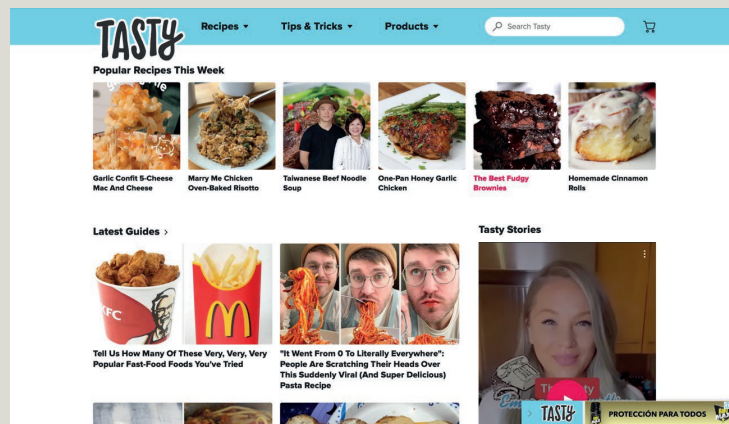 TASTY
Recipes
Tips & Tricks
Products
Search Tasty
Popular Recipes This Week
Garlic Confit 5-Cheese
Mac And Cheese
Marry Me Chicken
Oven-Baked Risotto
Taiwanese Beef Noodle
Soup
One-Pan Honey Garlic
Chicken
The Best Fudgy
Brownies
Homemade Cinnamon
Rolls
Latest Guides >
Tasty Stories
KFC
Tell Us How Many Of These Very, Very, Very
Popular Fast-Food Foods You've Tried
"It Went From 0 To Literally Everywhere":
People Are Scratching Their Heads Over
This Suddenly Viral (And Super Delicious)
Pasta Recipe
TASTY
PROTECCIÓN PARA TODOS